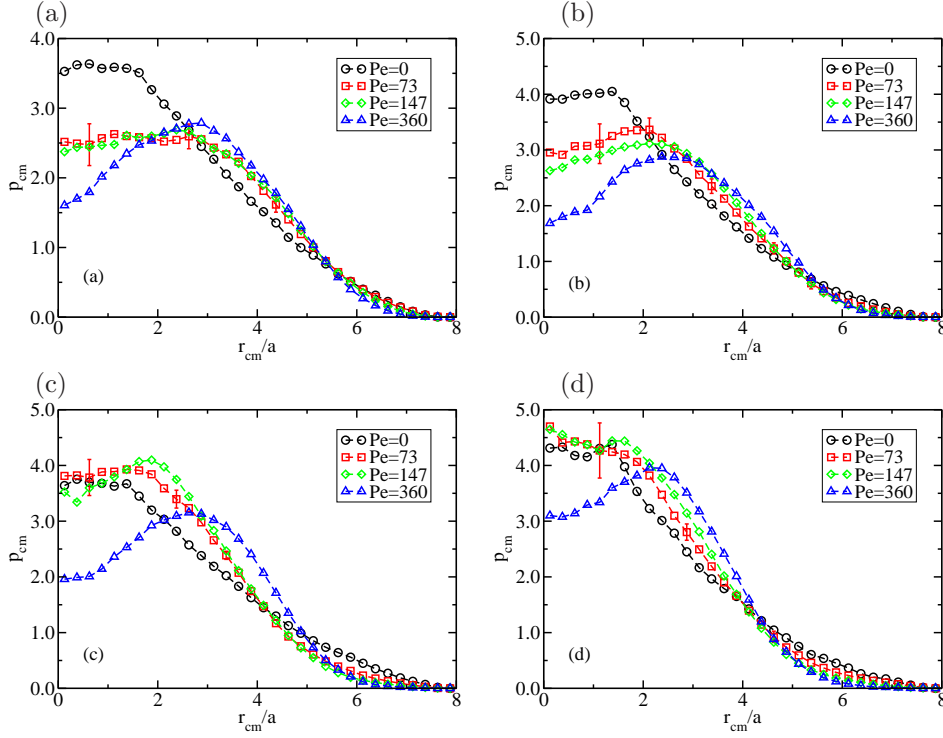 (a)
4.0
3.0
2.0
1.0
0.0
p_cm
Pe=0
Pe=73
Pe=147
Pe=360
(a)
0 2 4 6 8
r_cm/a
(b)
5.0
4.0
3.0
2.0
1.0
0.0
p_cm
Pe=0
Pe=73
Pe=147
Pe=360
(b)
0 2 4 6 8
r_cm/a
(c)
5.0
4.0
3.0
2.0
1.0
0.0
p_cm
Pe=0
Pe=73
Pe=147
Pe=360
(c)
0 2 4 6 8
r_cm/a
(d)
5.0
4.0
3.0
2.0
1.0
0.0
p_cm
Pe=0
Pe=73
Pe=147
Pe=360
(d)
0 2 4 6 8
r_cm/a